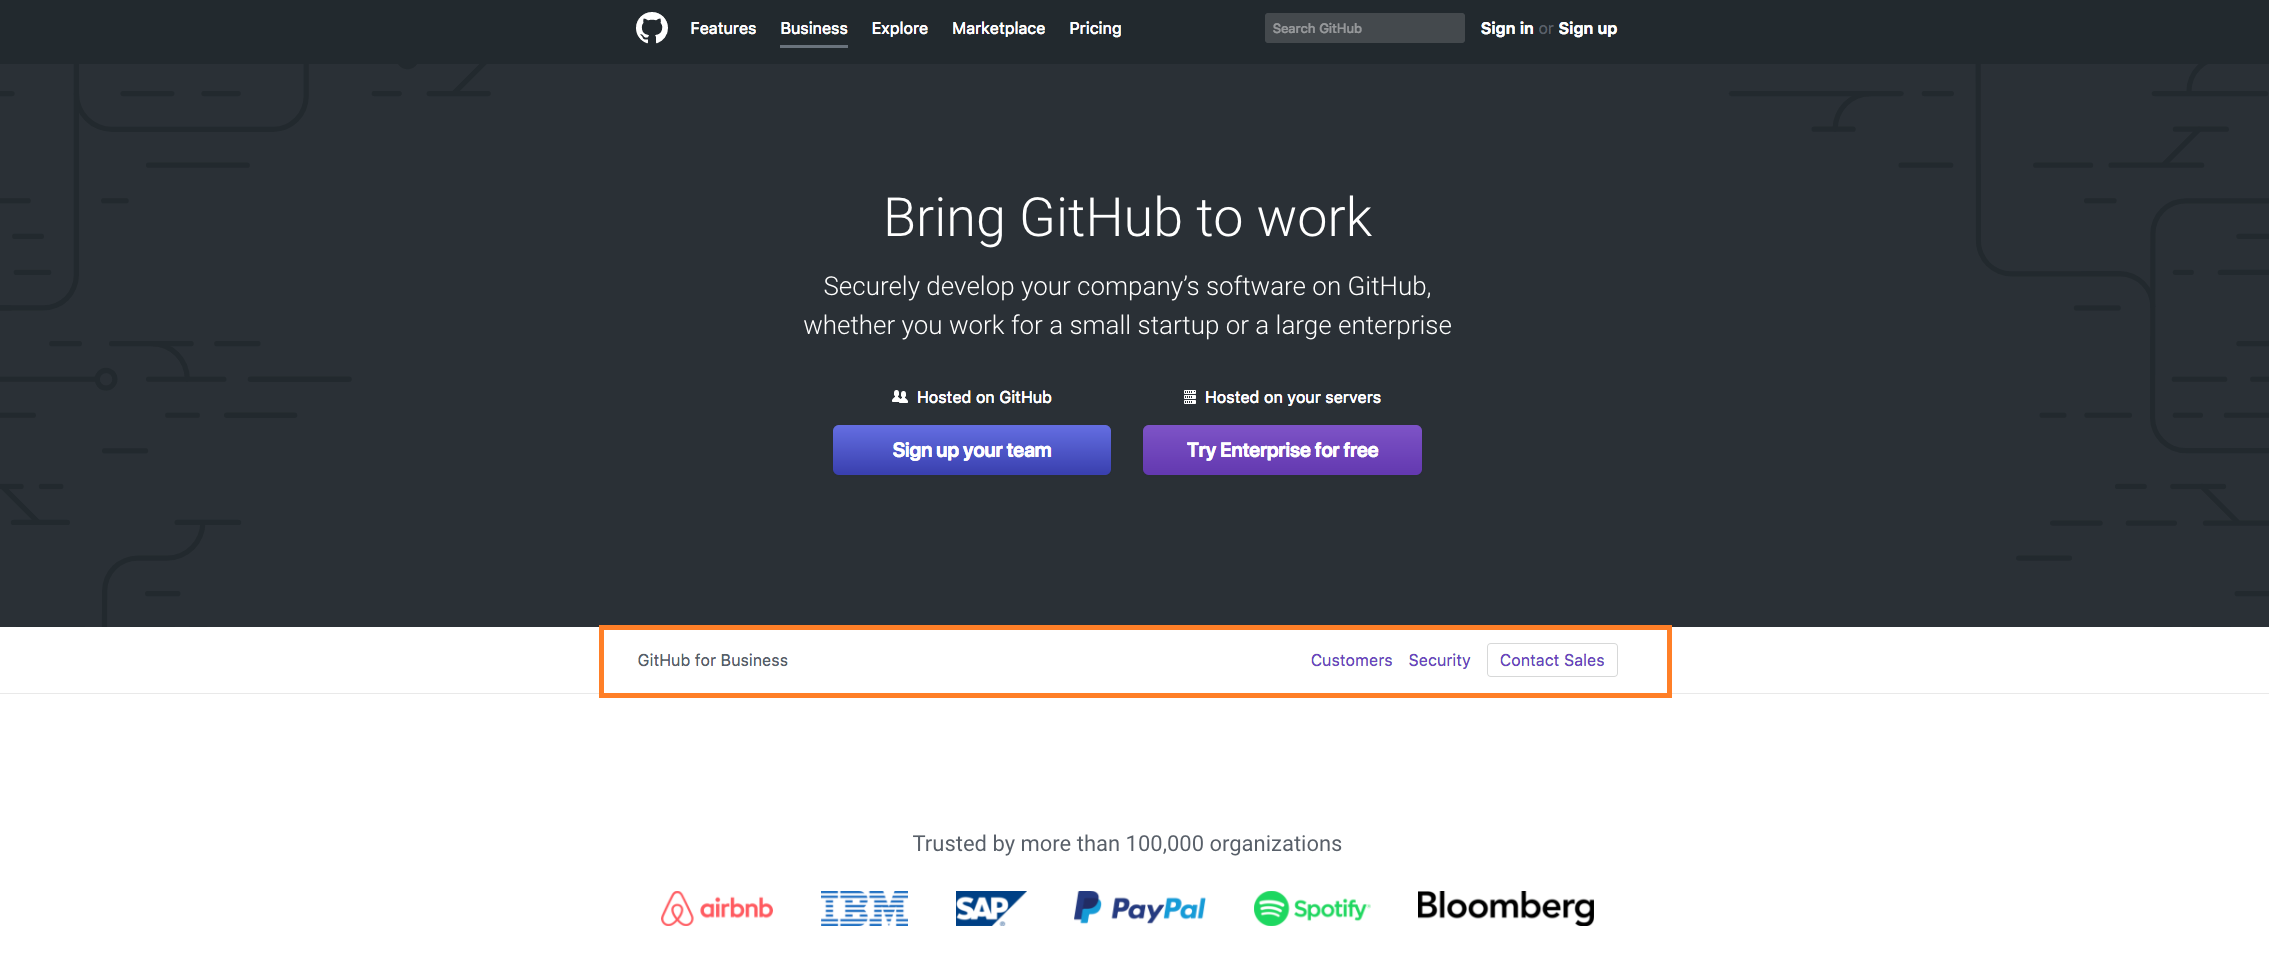 Features Business Explore Marketplace Pricing Search GitHub Sign in or Sign up
Bring GitHub to work
Securely develop your company’s software on GitHub,
whether you work for a small startup or a large enterprise
Hosted on GitHub
Sign up your team
Hosted on your servers
Try Enterprise for free
GitHub for Business Customers Security Contact Sales
Trusted by more than 100,000 organizations
airbnb IBM SAP PayPal Spotify Bloomberg